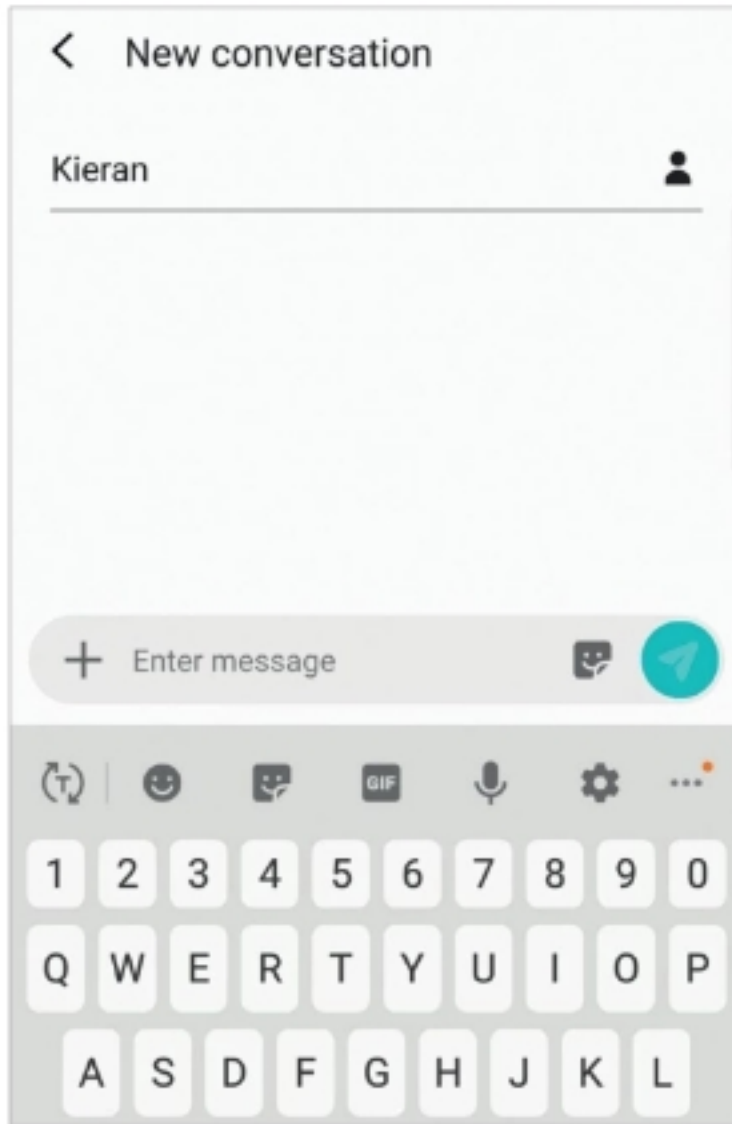 New conversation
Kieran
Enter message
T GIF
1 2 3 4 5 6 7 8 9 0
Q W E R T Y U I O P
A S D F G H J K L